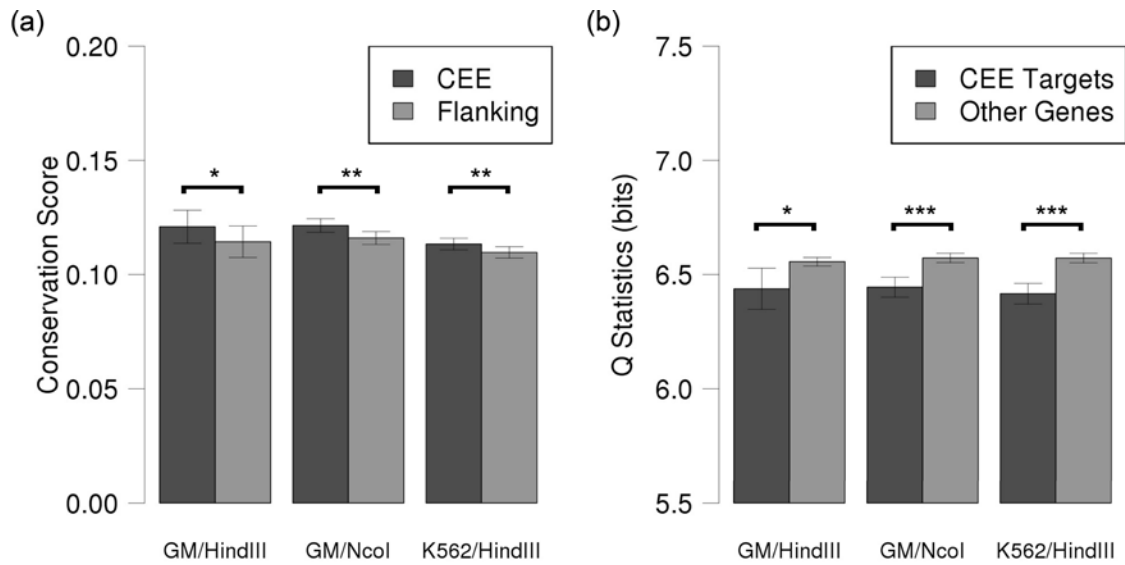 (a)
Conservation Score
0.20
0.15
0.10
0.05
0.00
CEE
Flanking
*
**
**
GM/HindIII
GM/NcoI
K562/HindIII
(b)
Q Statistics (bits)
7.5
7.0
6.5
6.0
5.5
CEE Targets
Other Genes
*
***
***
GM/HindIII
GM/NcoI
K562/HindIII